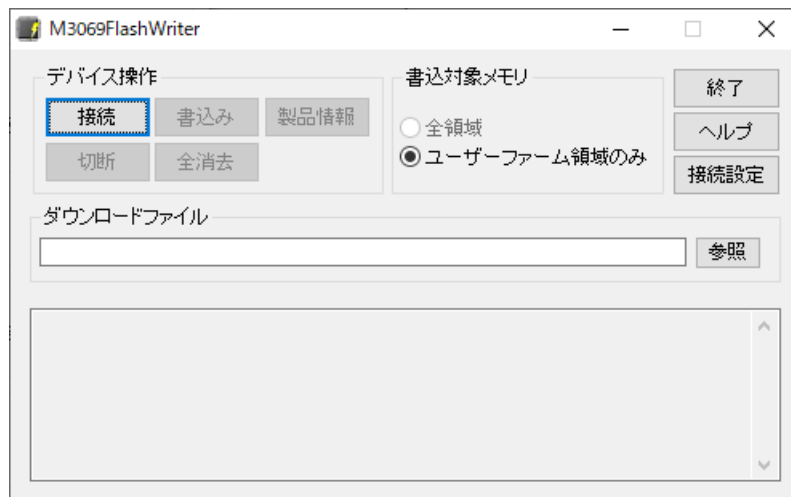 M3069FlashWriter
デバイス操作
接続
書込み
製品情報
切断
全消去
書込対象メモリ
全領域
ユーザーファーム領域のみ
終了
ヘルプ
接続設定
ダウンロードファイル
参照